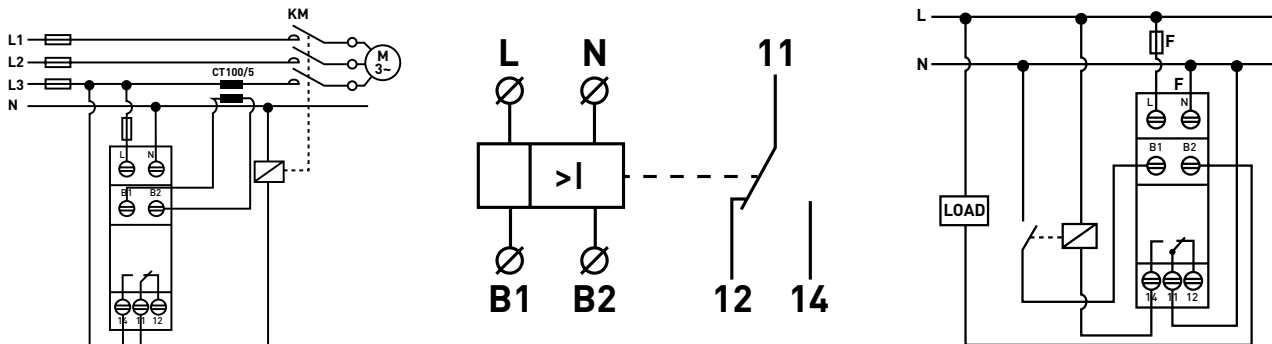 KM
L1
L2
L3
N
M
3~
CT100/5
L N
B1 B2
14 11 12
L N 11
>I
B1 B2 12 14
L
N
F
F
L N
B1 B2
LOAD
14 11 12